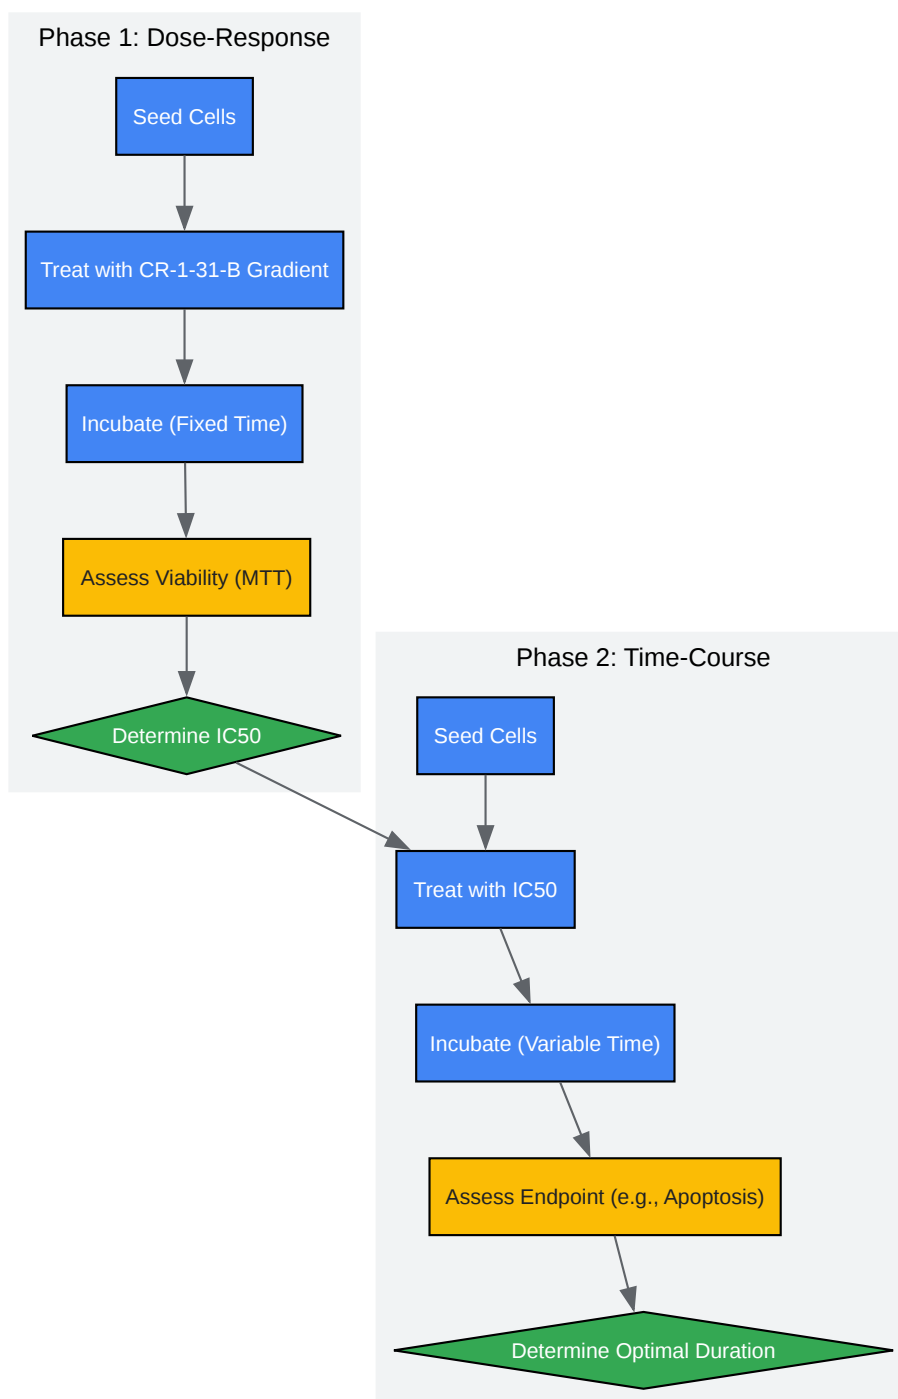 Phase 1: Dose-Response
Seed Cells
Treat with CR-1-31-B Gradient
Incubate (Fixed Time)
Assess Viability (MTT)
Determine IC50
Phase 2: Time-Course
Seed Cells
Treat with IC50
Incubate (Variable Time)
Assess Endpoint (e.g., Apoptosis)
Determine Optimal Duration